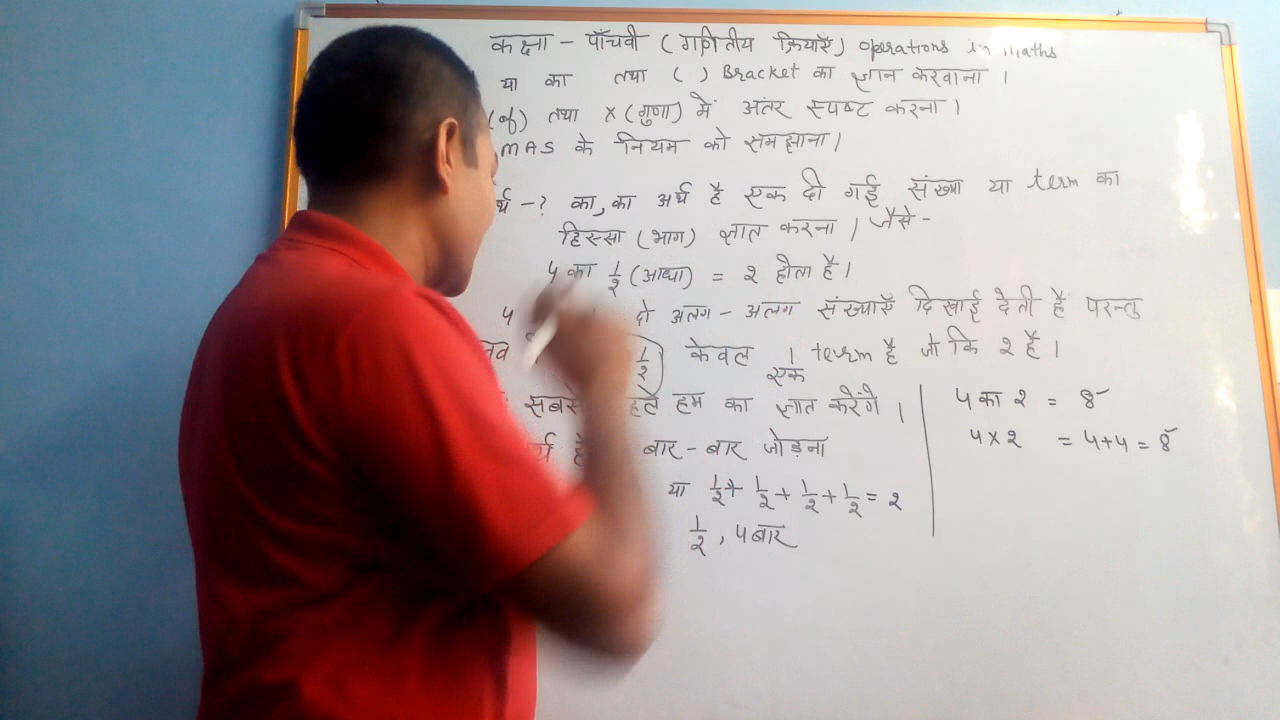 कक्षा - पाँचवी (गणितीय क्रियाएँ) operations in maths
या का तथा ( ) Bracket का ज्ञान करवाना ।
(of) तथा × (गुणा) में अंतर स्पष्ट करना ।
MAS के नियम को समझाना ।
-? का, का अर्थ है एक दी गई संख्या या term का
हिस्सा (भाग) ज्ञात करना । जैसे -
4 का 1/2 (आधा) = 2 होता है ।
4 दो अलग - अलग संख्याएँ दिखाई देती हैं परन्तु
1/2 केवल 1 term है जो कि 2 है ।
एक
हम का ज्ञात करेंगे ।
बार - बार जोड़ना
या 1/2 + 1/2 + 1/2 + 1/2 = 2
1/2 , 4 बार
4 का 2 = 8
4 × 2 = 4 + 4 = 8